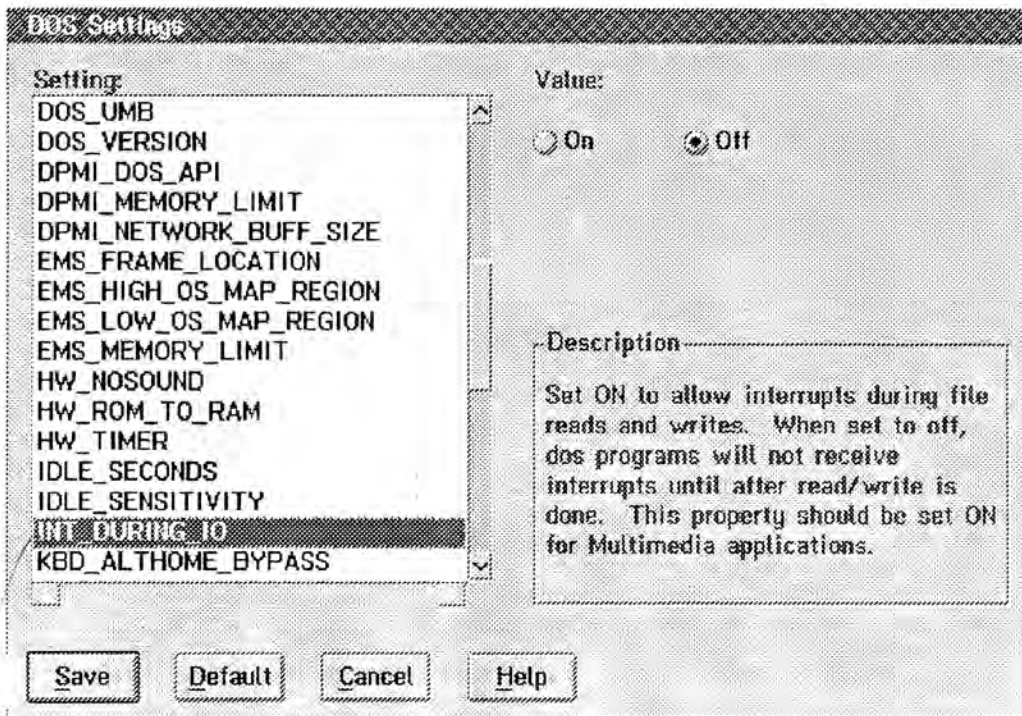 DOS Settings
Setting:
DOS_UMB
DOS_VERSION
DPMI_DOS_API
DPMI_MEMORY_LIMIT
DPMI_NETWORK_BUFF_SIZE
EMS_FRAME_LOCATION
EMS_HIGH_OS_MAP_REGION
EMS_LOW_OS_MAP_REGION
EMS_MEMORY_LIMIT
HW_NOSOUND
HW_ROM_TO_RAM
HW_TIMER
IDLE_SECONDS
IDLE_SENSITIVITY
INT_DURING_IO
KBD_ALTHOME_BYPASS
Value:
On
Off
Description
Set ON to allow interrupts during file
reads and writes. When set to off,
dos programs will not receive
interrupts until after read/write is
done. This property should be set ON
for Multimedia applications.
Save
Default
Cancel
Help